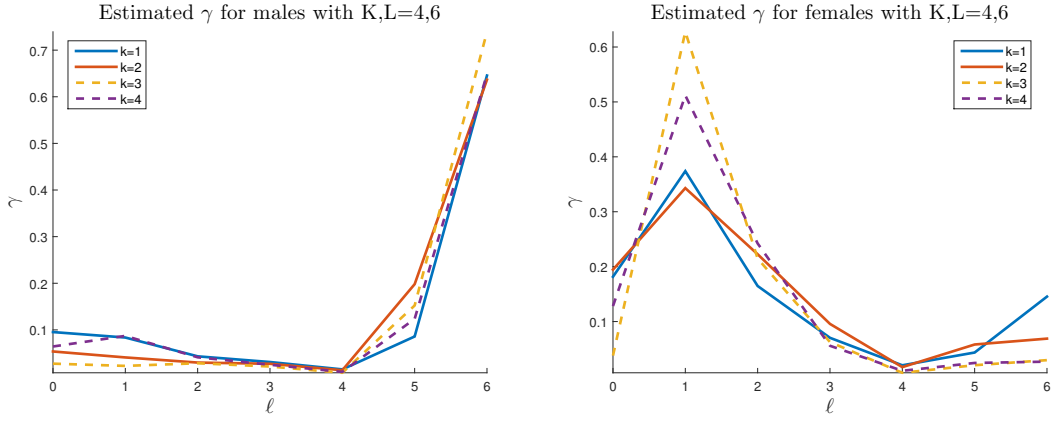 Estimated γ for males with K,L=4,6
k=1
k=2
k=3
k=4
0.7
0.6
0.5
0.4
0.3
0.2
0.1
γ
0 1 2 3 4 5 6
ℓ
Estimated γ for females with K,L=4,6
k=1
k=2
k=3
k=4
0.6
0.5
0.4
0.3
0.2
0.1
γ
0 1 2 3 4 5 6
ℓ